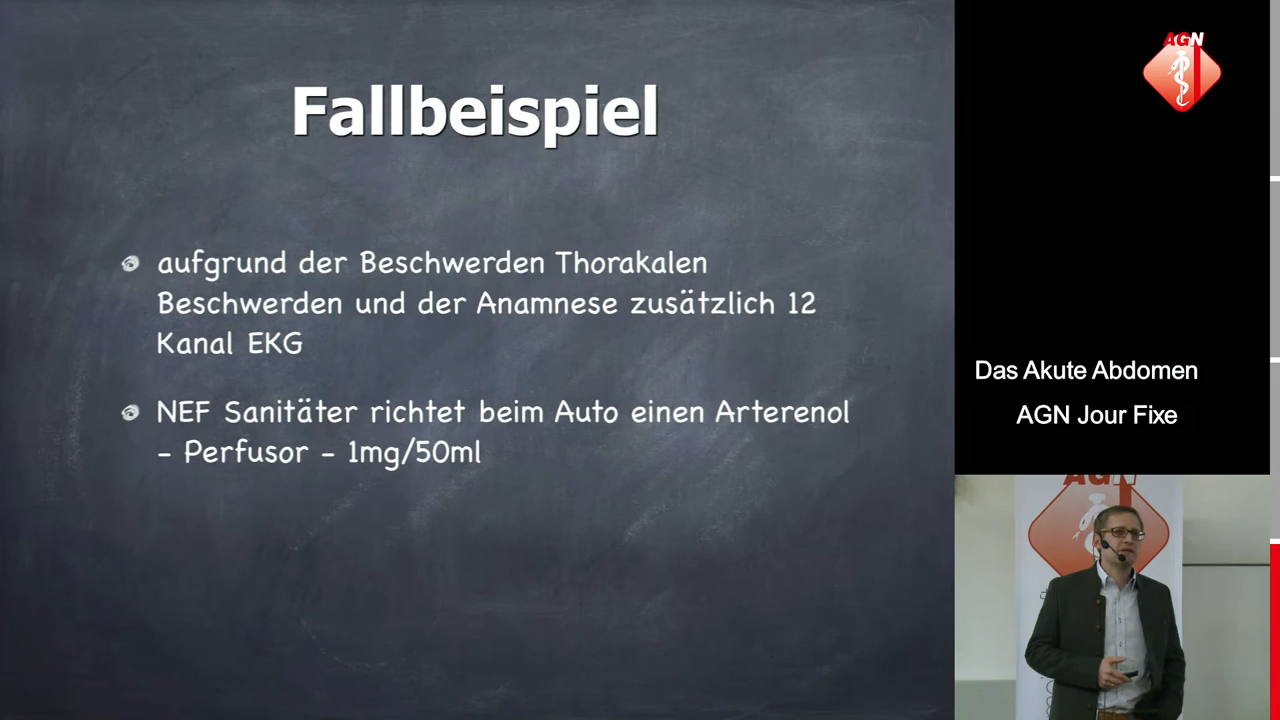 Fallbeispiel
aufgrund der Beschwerden Thorakalen
Beschwerden und der Anamnese zusätzlich 12
Kanal EKG
NEF Sanitäter richtet beim Auto einen Arterenol
- Perfusor - 1mg/50ml
AGN
Das Akute Abdomen
AGN Jour Fixe
AGN